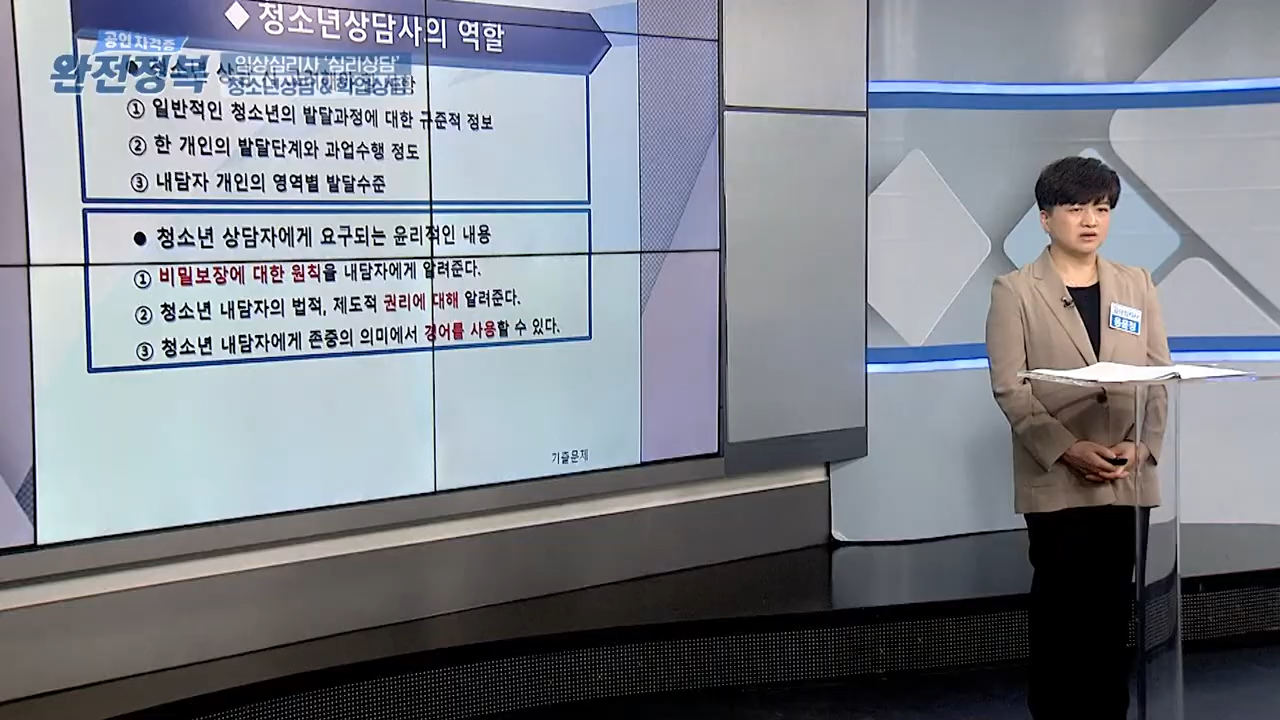 ◆ 청소년상담사의 역할
공인 자격증
완전정복
임상심리사 '심리상담'
청소년상담 & 학업상담1
① 일반적인 청소년의 발달과정에 대한 규준적 정보
② 한 개인의 발달단계와 과업수행 정도
③ 내담자 개인의 영역별 발달수준
● 청소년 상담자에게 요구되는 윤리적인 내용
① 비밀보장에 대한 원칙을 내담자에게 알려준다.
② 청소년 내담자의 법적, 제도적 권리에 대해 알려준다.
③ 청소년 내담자에게 존중의 의미에서 경어를 사용할 수 있다.
기출문제